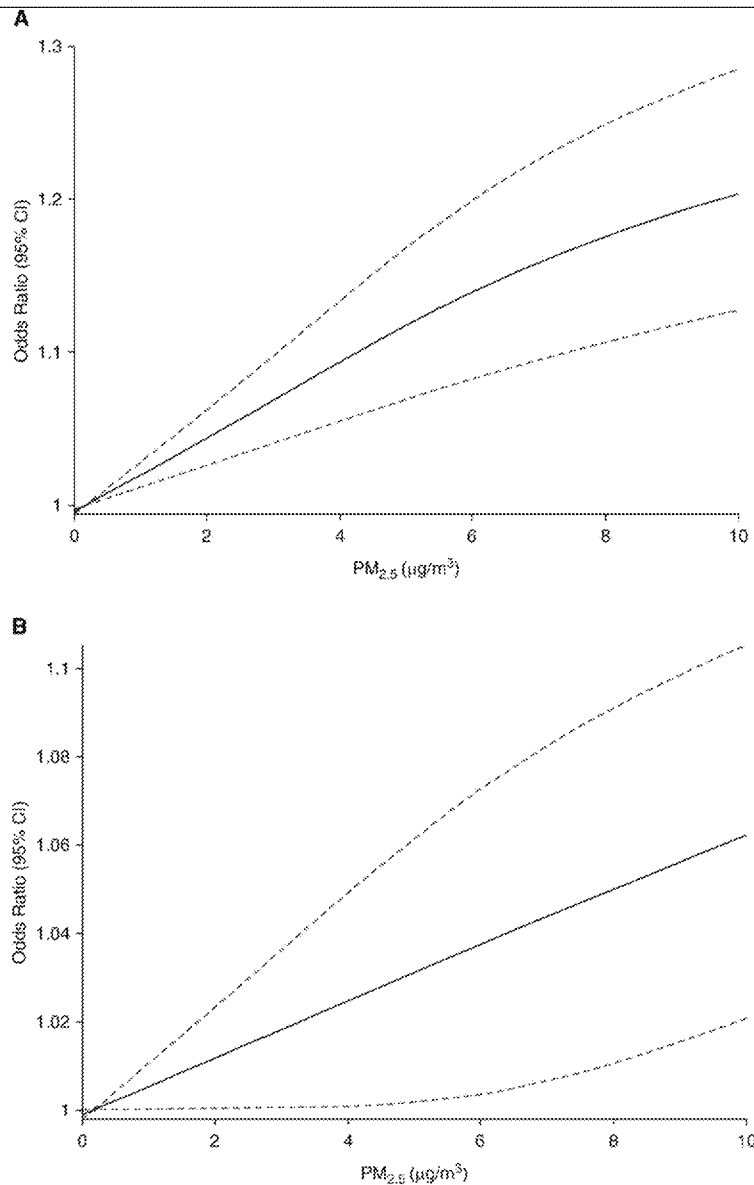 A
1.3
1.2
1.1
1
Odds Ratio (95% CI)
0 2 4 6 8 10
PM2.5 (μg/m³)
B
1.1
1.08
1.06
1.04
1.02
1
Odds Ratio (95% CI)
0 2 4 6 8 10
PM2.5 (μg/m³)